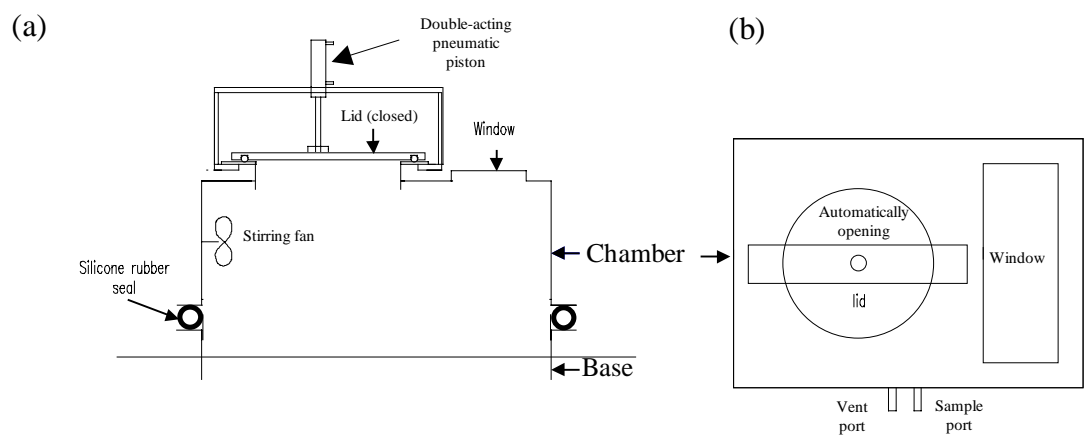 (a)
Double-acting
pneumatic
piston
Lid (closed)
Window
Stirring fan
Silicone rubber
seal
Chamber
Base
(b)
Automatically
opening
lid
Window
Vent
port
Sample
port